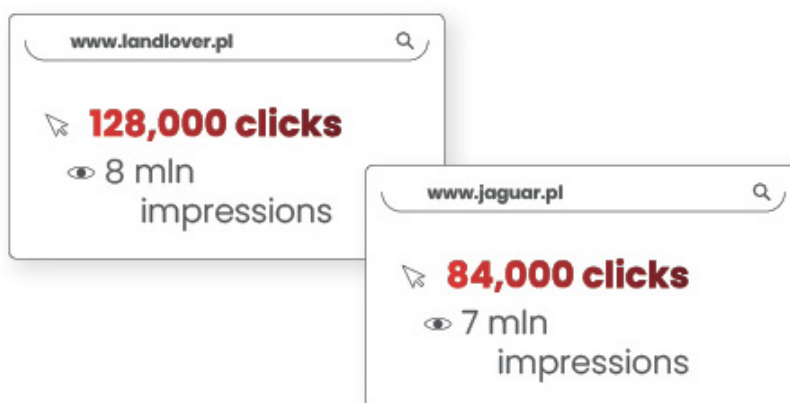 www.landlover.pl
128,000 clicks
8 mln
impressions
www.jaguar.pl
84,000 clicks
7 mln
impressions